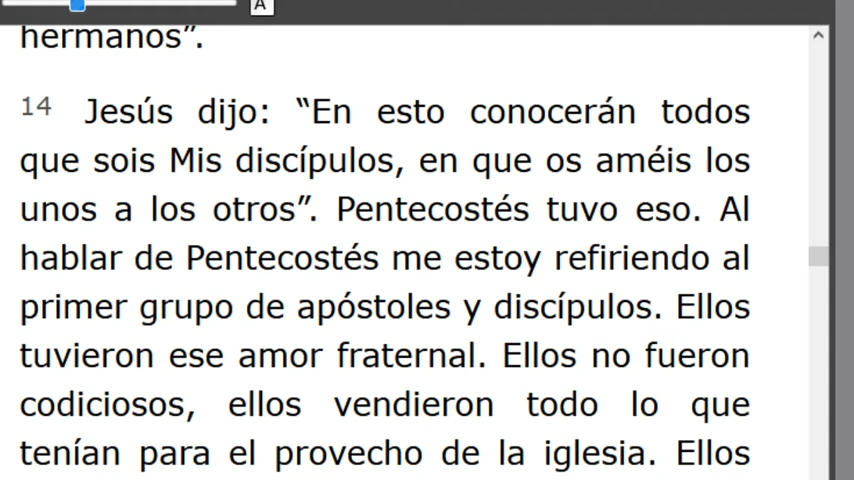 A
hermanos”.
14 Jesús dijo: “En esto conocerán todos
que sois Mis discípulos, en que os améis los
unos a los otros”. Pentecostés tuvo eso. Al
hablar de Pentecostés me estoy refiriendo al
primer grupo de apóstoles y discípulos. Ellos
tuvieron ese amor fraternal. Ellos no fueron
codiciosos, ellos vendieron todo lo que
tenían para el provecho de la iglesia. Ellos